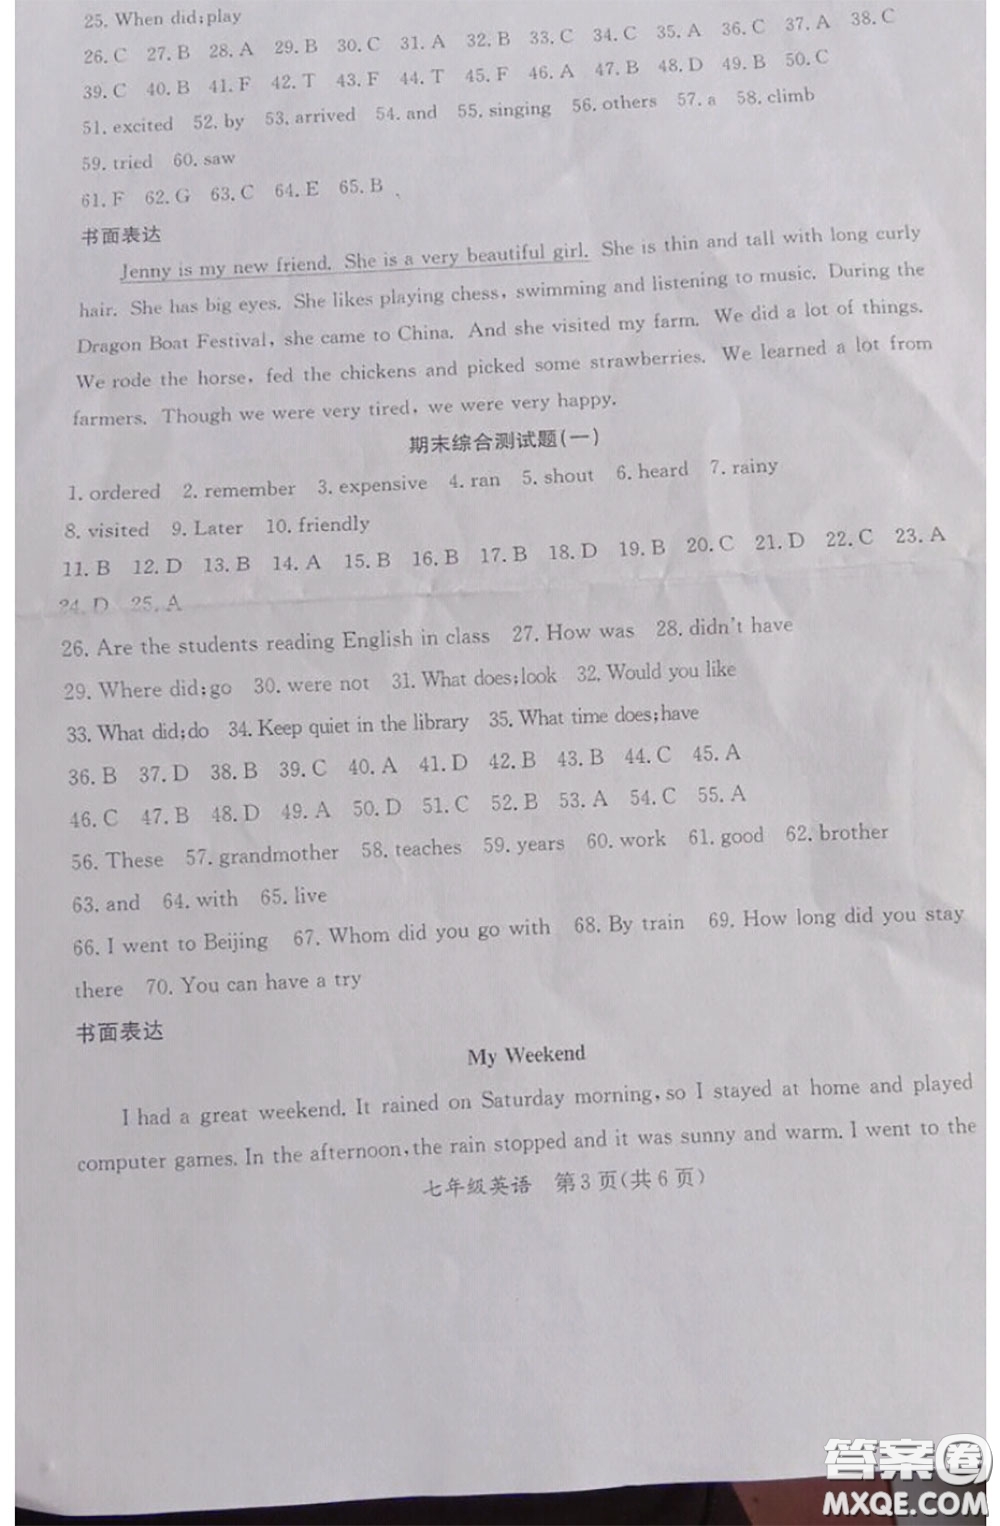 25. When did;play
26. C 27. B 28. A 29. B 30. C 31. A 32. B 33. C 34. C 35. A 36. C 37. A 38. C
39. C 40. B 41. F 42. T 43. F 44. T 45. F 46. A 47. B 48. D 49. B 50. C
51. excited 52. by 53. arrived 54. and 55. singing 56. others 57. a 58. climb
59. tried 60. saw
61. F 62. G 63. C 64. E 65. B
书面表达
Jenny is my new friend. She is a very beautiful girl. She is thin and tall with long curly
hair. She has big eyes. She likes playing chess, swimming and listening to music. During the
Dragon Boat Festival, she came to China. And she visited my farm. We did a lot of things.
We rode the horse, fed the chickens and picked some strawberries. We learned a lot from
farmers. Though we were very tired, we were very happy.
期末综合测试题(一)
1. ordered 2. remember 3. expensive 4. ran 5. shout 6. heard 7. rainy
8. visited 9. Later 10. friendly
11. B 12. D 13. B 14. A 15. B 16. B 17. B 18. D 19. B 20. C 21. D 22. C 23. A
24. D 25. A
26. Are the students reading English in class 27. How was 28. didn't have
29. Where did;go 30. were not 31. What does;look 32. Would you like
33. What did;do 34. Keep quiet in the library 35. What time does;have
36. B 37. D 38. B 39. C 40. A 41. D 42. B 43. B 44. C 45. A
46. C 47. B 48. D 49. A 50. D 51. C 52. B 53. A 54. C 55. A
56. These 57. grandmother 58. teaches 59. years 60. work 61. good 62. brother
63. and 64. with 65. live
66. I went to Beijing 67. Whom did you go with 68. By train 69. How long did you stay
there 70. You can have a try
书面表达
My Weekend
I had a great weekend. It rained on Saturday morning, so I stayed at home and played
computer games. In the afternoon, the rain stopped and it was sunny and warm. I went to the
七年级英语 第3页(共6页)
答案圈
MXQE.COM